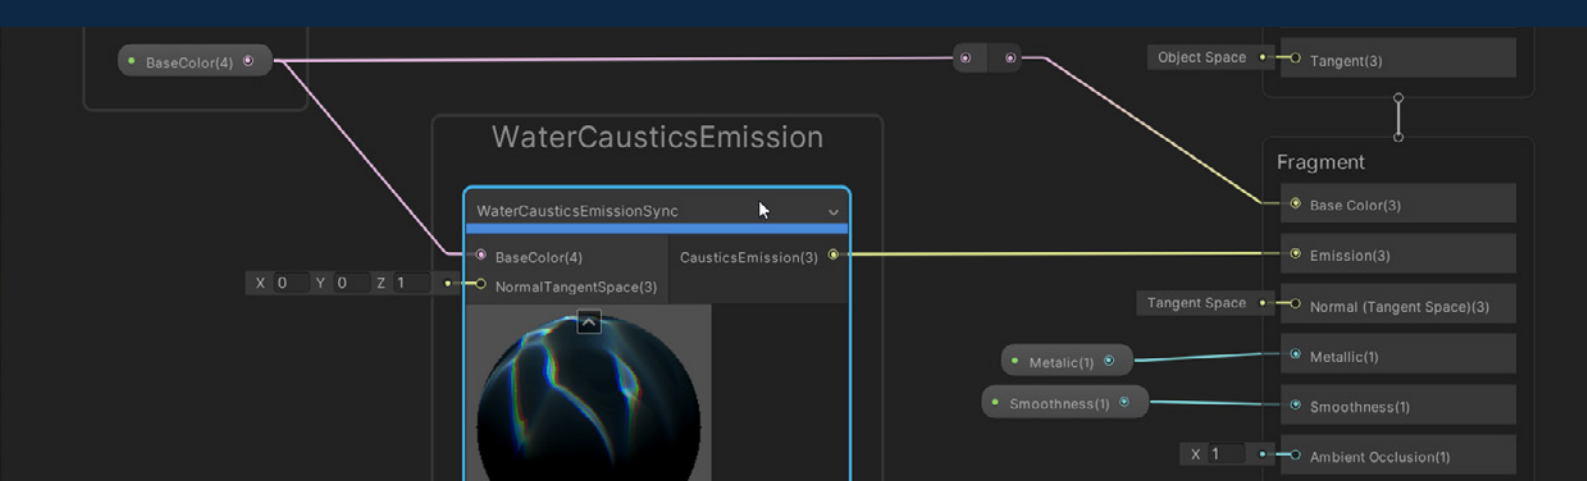 BaseColor(4)
Object Space
Tangent(3)
WaterCausticsEmission
Fragment
WaterCausticsEmissionSync
Base Color(3)
BaseColor(4)
CausticsEmission(3)
Emission(3)
X 0 Y 0 Z 1
NormalTangentSpace(3)
Tangent Space
Normal (Tangent Space)(3)
Metalic(1)
Metallic(1)
Smoothness(1)
Smoothness(1)
X 1
Ambient Occlusion(1)